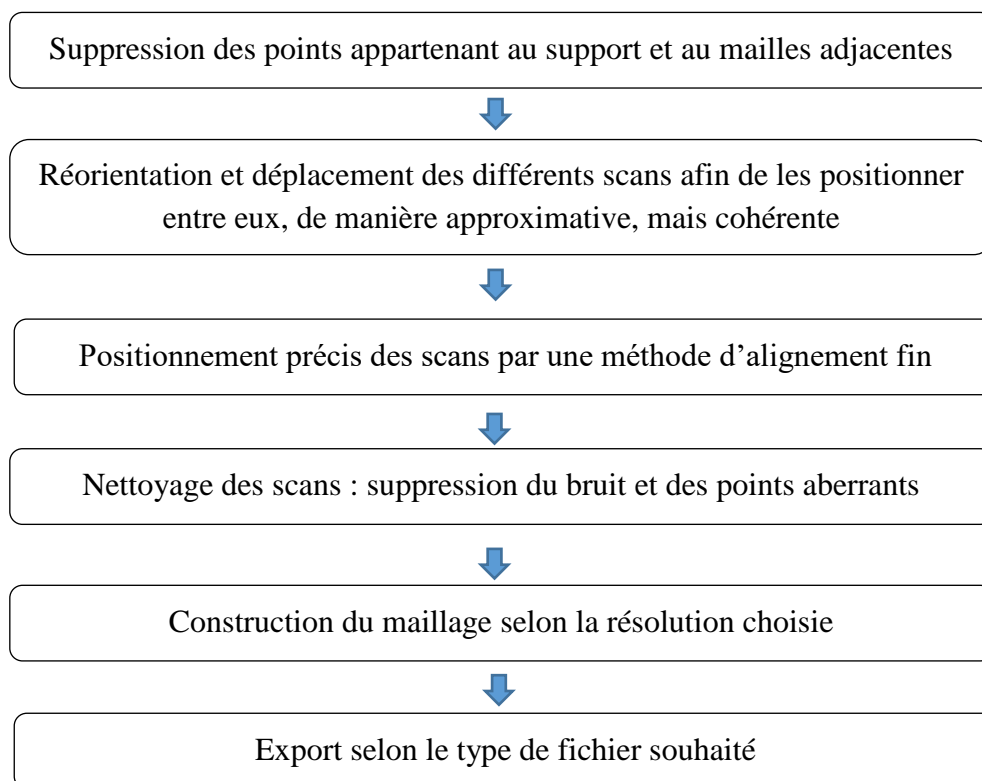 Suppression des points appartenant au support et au mailles adjacentes
Réorientation et déplacement des différents scans afin de les positionner
entre eux, de manière approximative, mais cohérente
Positionnement précis des scans par une méthode d’alignement fin
Nettoyage des scans : suppression du bruit et des points aberrants
Construction du maillage selon la résolution choisie
Export selon le type de fichier souhaité